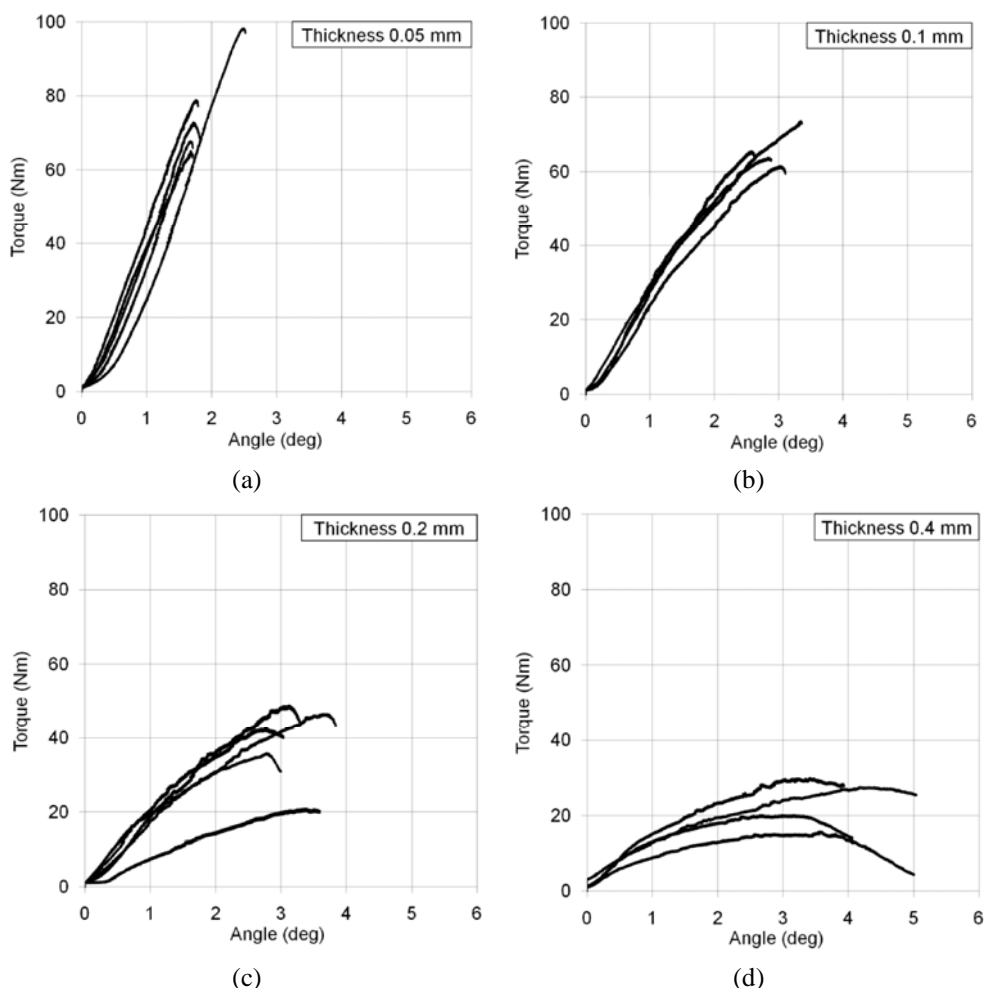 100
80
60
40
20
0
Torque (Nm)
Thickness 0.05 mm
0 1 2 3 4 5 6
Angle (deg)
(a)
100
80
60
40
20
0
Torque (Nm)
Thickness 0.1 mm
0 1 2 3 4 5 6
Angle (deg)
(b)
100
80
60
40
20
0
Torque (Nm)
Thickness 0.2 mm
0 1 2 3 4 5 6
Angle (deg)
(c)
100
80
60
40
20
0
Torque (Nm)
Thickness 0.4 mm
0 1 2 3 4 5 6
Angle (deg)
(d)